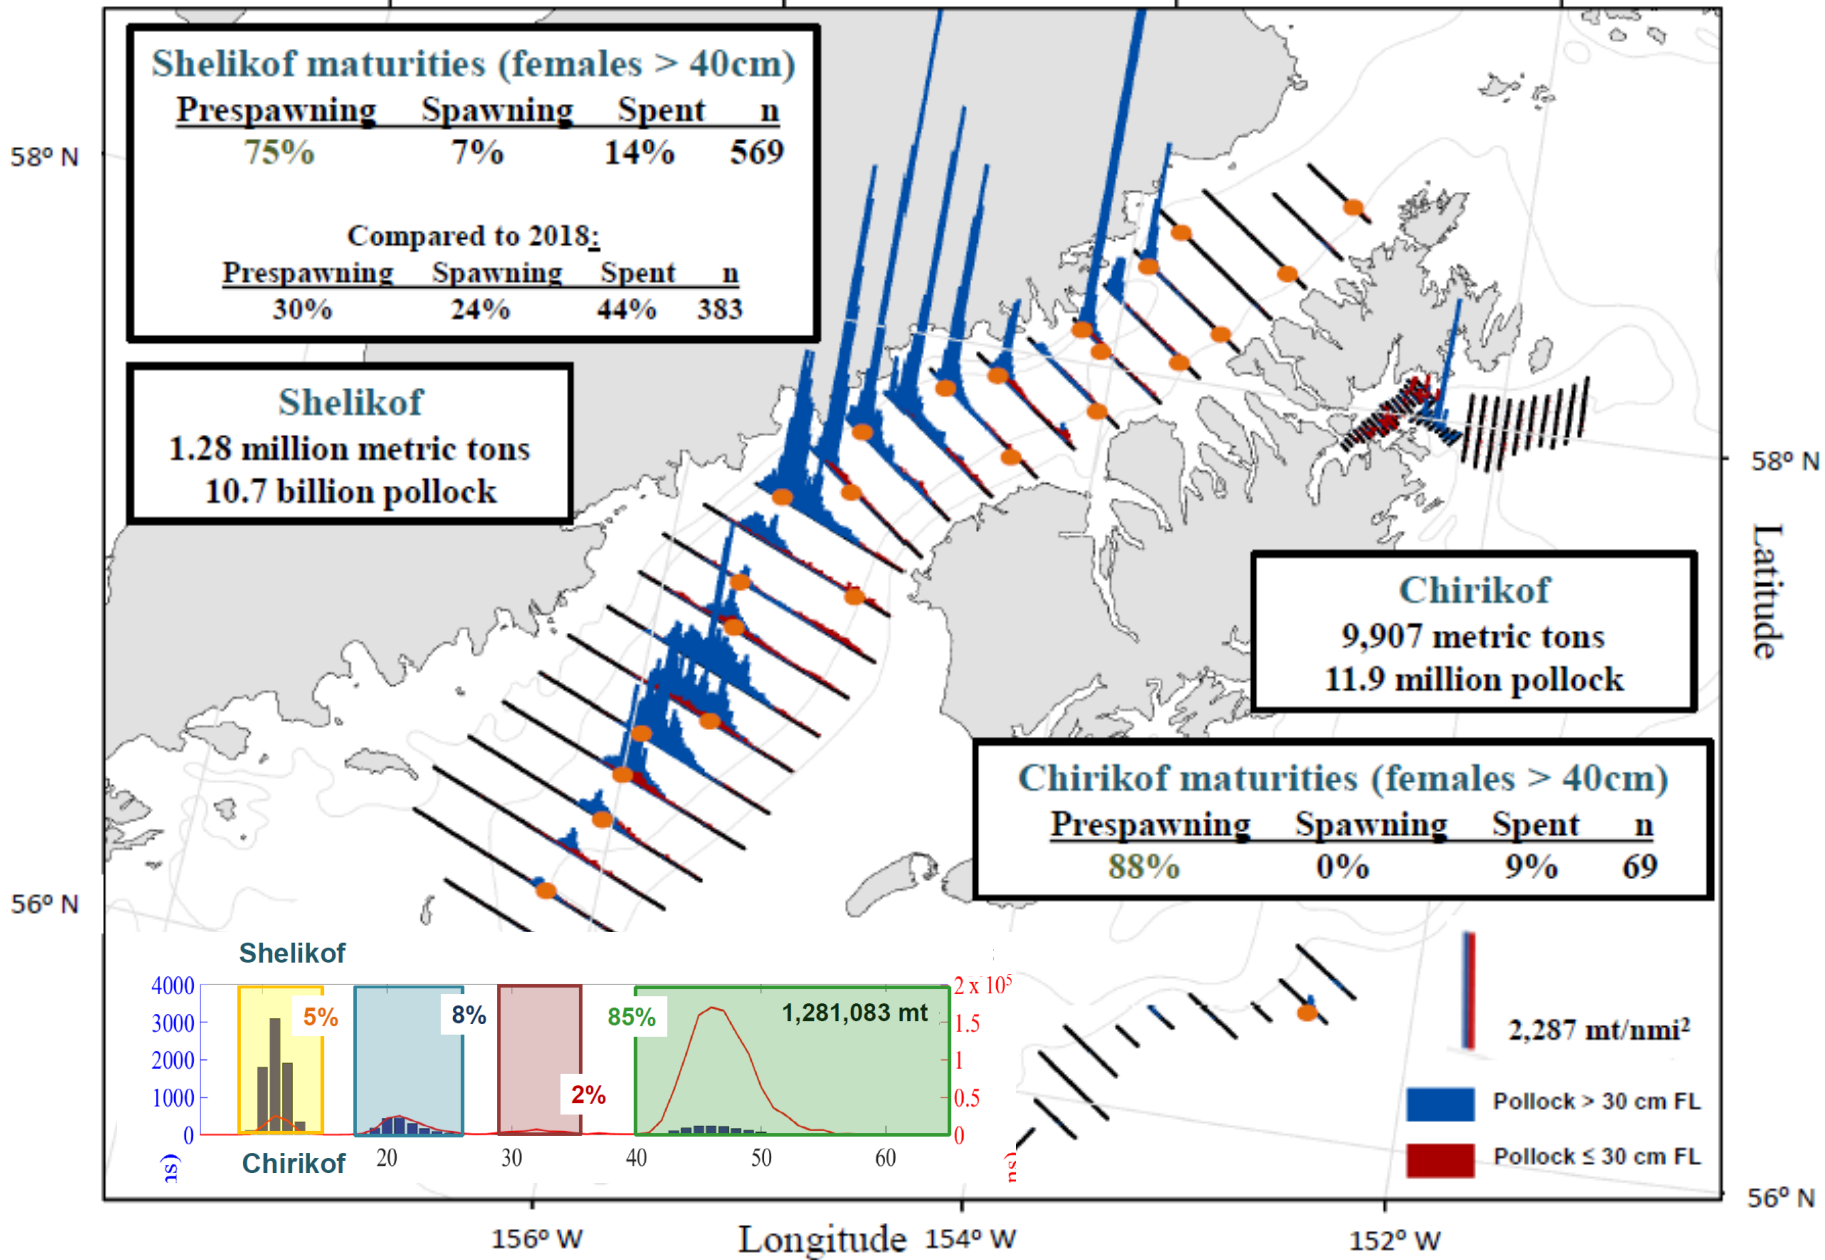 Shelikof maturities (females > 40cm)
Prespawning Spawning Spent n
75% 7% 14% 569
Compared to 2018:
Prespawning Spawning Spent n
30% 24% 44% 383
58° N
Shelikof
1.28 million metric tons
10.7 billion pollock
58° N
Latitude
Chirikof
9,907 metric tons
11.9 million pollock
Chirikof maturities (females > 40cm)
Prespawning Spawning Spent n
88% 0% 9% 69
56° N
Shelikof
4000 2 x 10⁵
5% 8% 85% 1,281,083 mt
3000 1.5
2000 1
1000 2% 0.5
0 0
Chirikof 20 30 40 50 60
2,287 mt/nmi²
Pollock > 30 cm FL
Pollock ≤ 30 cm FL
56° N
156° W Longitude 154° W 152° W